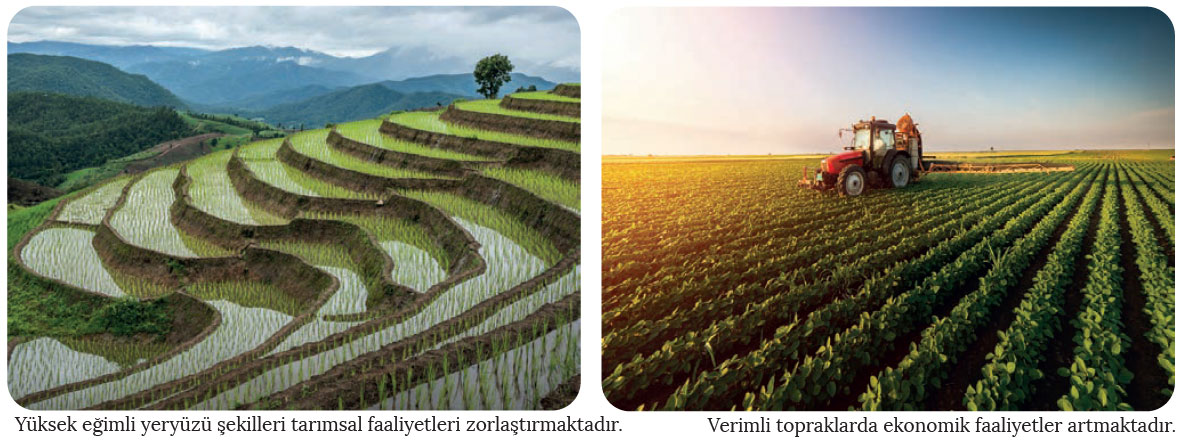 Yüksek eğimli yeryüzü şekilleri tarımsal faaliyetleri zorlaştırmaktadır.
Verimli topraklarda ekonomik faaliyetler artmaktadır.